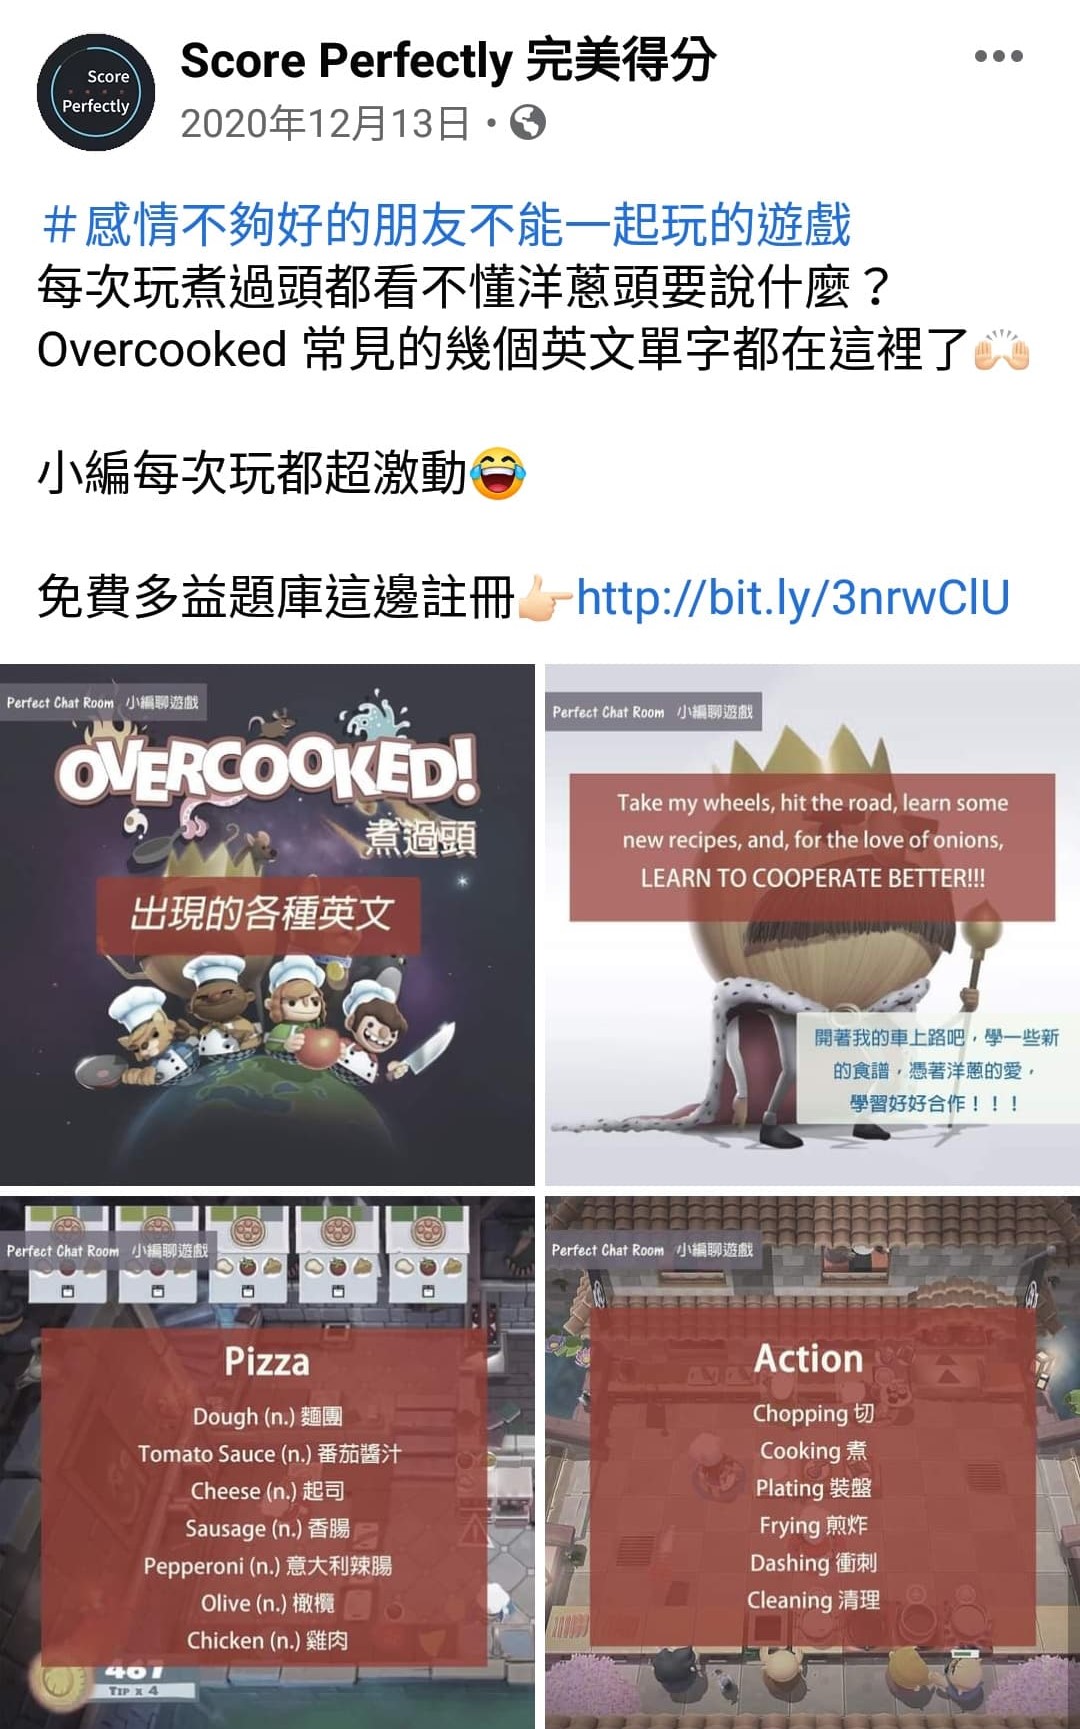 Score Perfectly
Score Perfectly 完美得分
2020年12月13日
#感情不夠好的朋友不能一起玩的遊戲
每次玩煮過頭都看不懂洋蔥頭要說什麼？
Overcooked 常見的幾個英文單字都在這裡了🙌🏻
小編每次玩都超激動😂
免費多益題庫這邊註冊👉🏻http://bit.ly/3nrwClU
Perfect Chat Room 小編聊遊戲
OVERCOOKED!
煮過頭
出現的各種英文
Perfect Chat Room 小編聊遊戲
Take my wheels, hit the road, learn some
new recipes, and, for the love of onions,
LEARN TO COOPERATE BETTER!!!
開著我的車上路吧，學一些新
的食譜，憑著洋蔥的愛，
學習好好合作！！！
Perfect Chat Room 小編聊遊戲
Pizza
Dough (n.) 麵團
Tomato Sauce (n.) 番茄醬汁
Cheese (n.) 起司
Sausage (n.) 香腸
Pepperoni (n.) 意大利辣腸
Olive (n.) 橄欖
Chicken (n.) 雞肉
467
TIP x 4
Perfect Chat Room 小編聊遊戲
Action
Chopping 切
Cooking 煮
Plating 裝盤
Frying 煎炸
Dashing 衝刺
Cleaning 清理